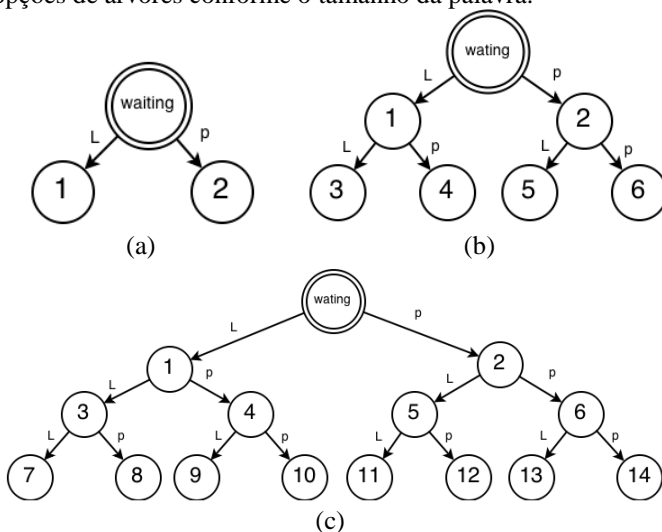 opções de árvores conforme o tamanho da palavra.
waiting
L p
1 2
(a)
wating
L p
1 2
L p L p
3 4 5 6
(b)
wating
L p
1 2
L p L p
3 4 5 6
L p L p L p L p
7 8 9 10 11 12 13 14
(c)